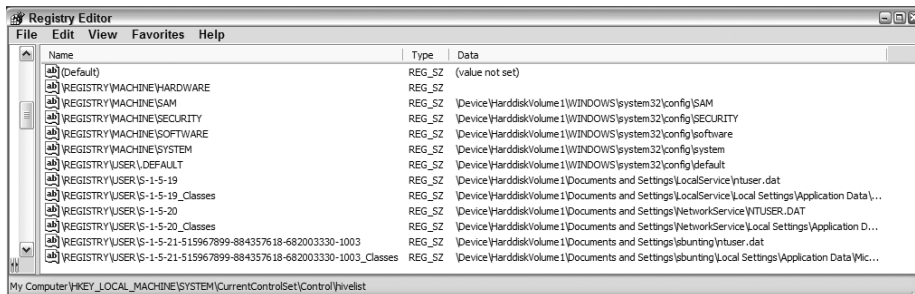 Registry Editor
File Edit View Favorites Help
Name Type Data
(Default) REG_SZ (value not set)
\REGISTRY\MACHINE\HARDWARE REG_SZ
\REGISTRY\MACHINE\SAM REG_SZ \Device\HarddiskVolume1\WINDOWS\system32\config\SAM
\REGISTRY\MACHINE\SECURITY REG_SZ \Device\HarddiskVolume1\WINDOWS\system32\config\SECURITY
\REGISTRY\MACHINE\SOFTWARE REG_SZ \Device\HarddiskVolume1\WINDOWS\system32\config\software
\REGISTRY\MACHINE\SYSTEM REG_SZ \Device\HarddiskVolume1\WINDOWS\system32\config\system
\REGISTRY\USER\.DEFAULT REG_SZ \Device\HarddiskVolume1\WINDOWS\system32\config\default
\REGISTRY\USER\S-1-5-19 REG_SZ \Device\HarddiskVolume1\Documents and Settings\LocalService\ntuser.dat
\REGISTRY\USER\S-1-5-19_Classes REG_SZ \Device\HarddiskVolume1\Documents and Settings\LocalService\Local Settings\Application Data\...
\REGISTRY\USER\S-1-5-20 REG_SZ \Device\HarddiskVolume1\Documents and Settings\NetworkService\NTUSER.DAT
\REGISTRY\USER\S-1-5-20_Classes REG_SZ \Device\HarddiskVolume1\Documents and Settings\NetworkService\Local Settings\Application D...
\REGISTRY\USER\S-1-5-21-515967899-884357618-682003330-1003 REG_SZ \Device\HarddiskVolume1\Documents and Settings\sbunting\ntuser.dat
\REGISTRY\USER\S-1-5-21-515967899-884357618-682003330-1003_Classes REG_SZ \Device\HarddiskVolume1\Documents and Settings\sbunting\Local Settings\Application Data\Mic...
My Computer\HKEY_LOCAL_MACHINE\SYSTEM\CurrentControlSet\Control\hivelist